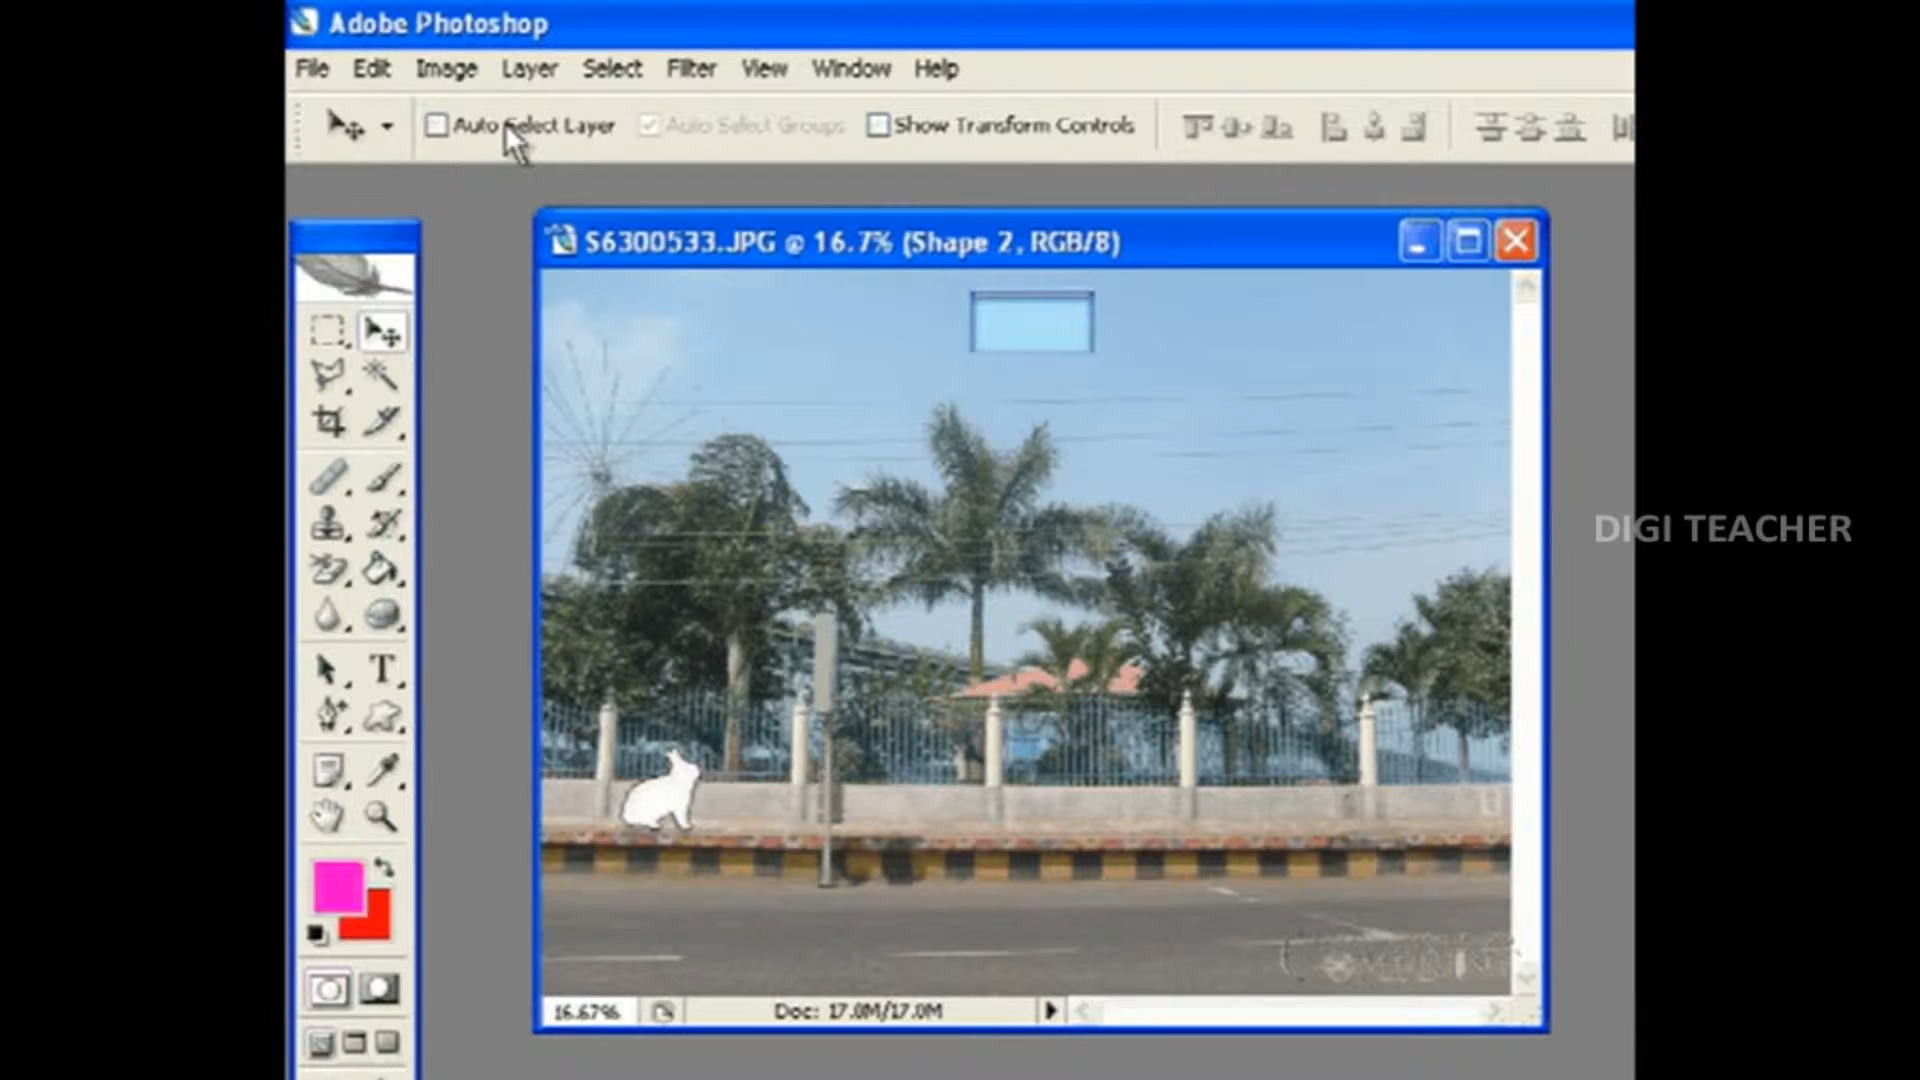 Adobe Photoshop
File Edit Image Layer Select Filter View Window Help
Auto Select Layer Auto Select Groups Show Transform Controls
S6300533.JPG @ 16.7% (Shape 2, RGB/8)
T
DIGI TEACHER
16.67% Doc: 17.0M/17.0M